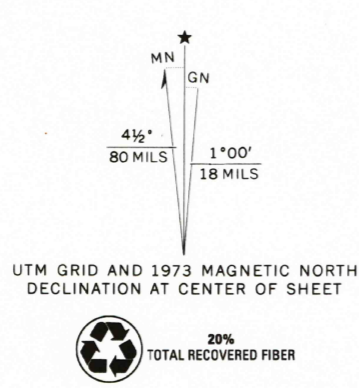 ★
MN
GN
4½°
80 MILS
1°00′
18 MILS
UTM GRID AND 1973 MAGNETIC NORTH
DECLINATION AT CENTER OF SHEET
20%
TOTAL RECOVERED FIBER